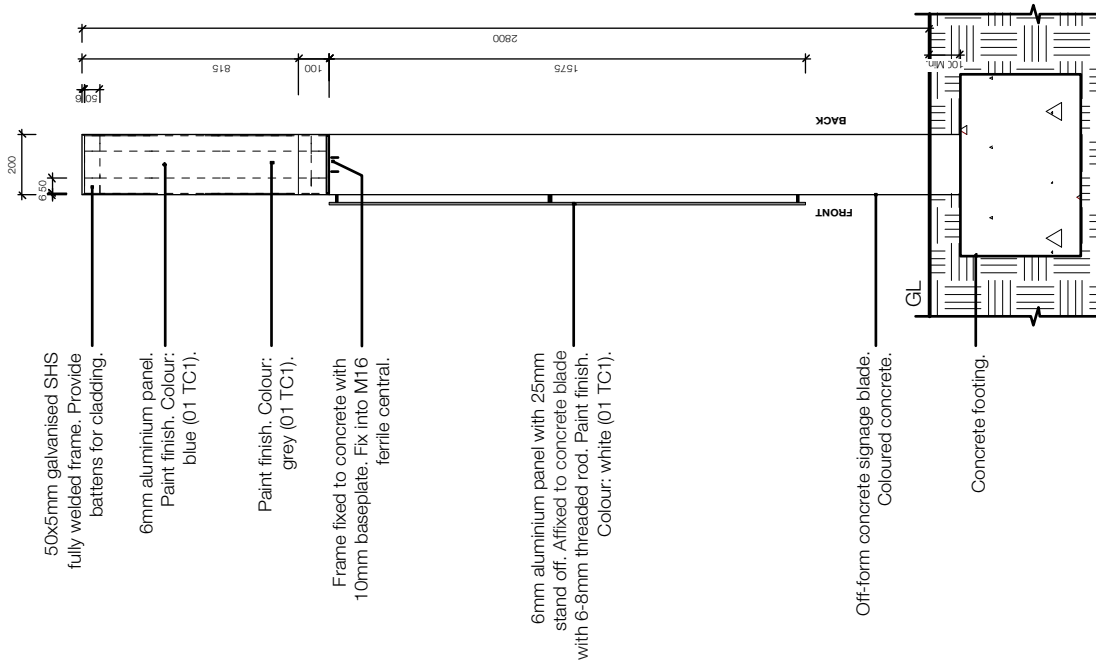 2800
815
100
1575
50
6
200
6
50
100 Min.
BACK
FRONT
GL
50x5mm galvanised SHS
fully welded frame. Provide
battens for cladding.
6mm aluminium panel.
Paint finish. Colour:
blue (01 TC1).
Paint finish. Colour:
grey (01 TC1).
Frame fixed to concrete with
10mm baseplate. Fix into M16
ferrile central.
6mm aluminium panel with 25mm
stand off. Affixed to concrete blade
with 6-8mm threaded rod. Paint finish.
Colour: white (01 TC1).
Off-form concrete signage blade.
Coloured concrete.
Concrete footing.